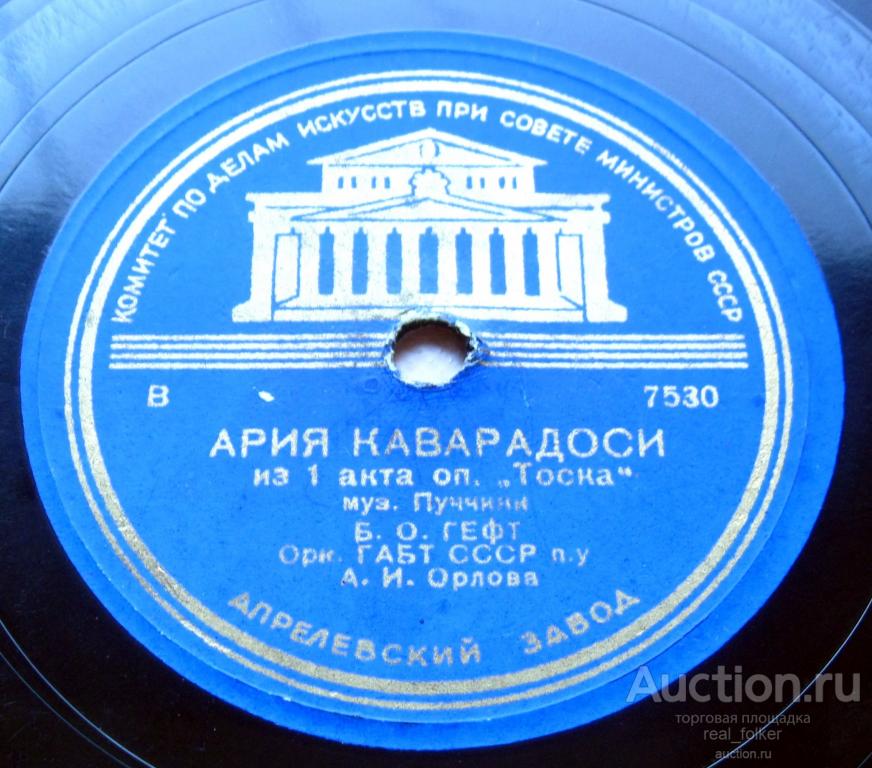 КОМИТЕТ ПО ДЕЛАМ ИСКУССТВ ПРИ СОВЕТЕ МИНИСТРОВ СССР
В 7530
АРИЯ КАВАРАДОСИ
из 1 акта оп. „Тоска“
муз. Пуччини
Б. О. ГЕФТ
Орк. ГАБТ СССР п.у
А. И. Орлова
АПРЕЛЕВСКИЙ ЗАВОД
Auction.ru
торговая площадка
real_folker
auction.ru